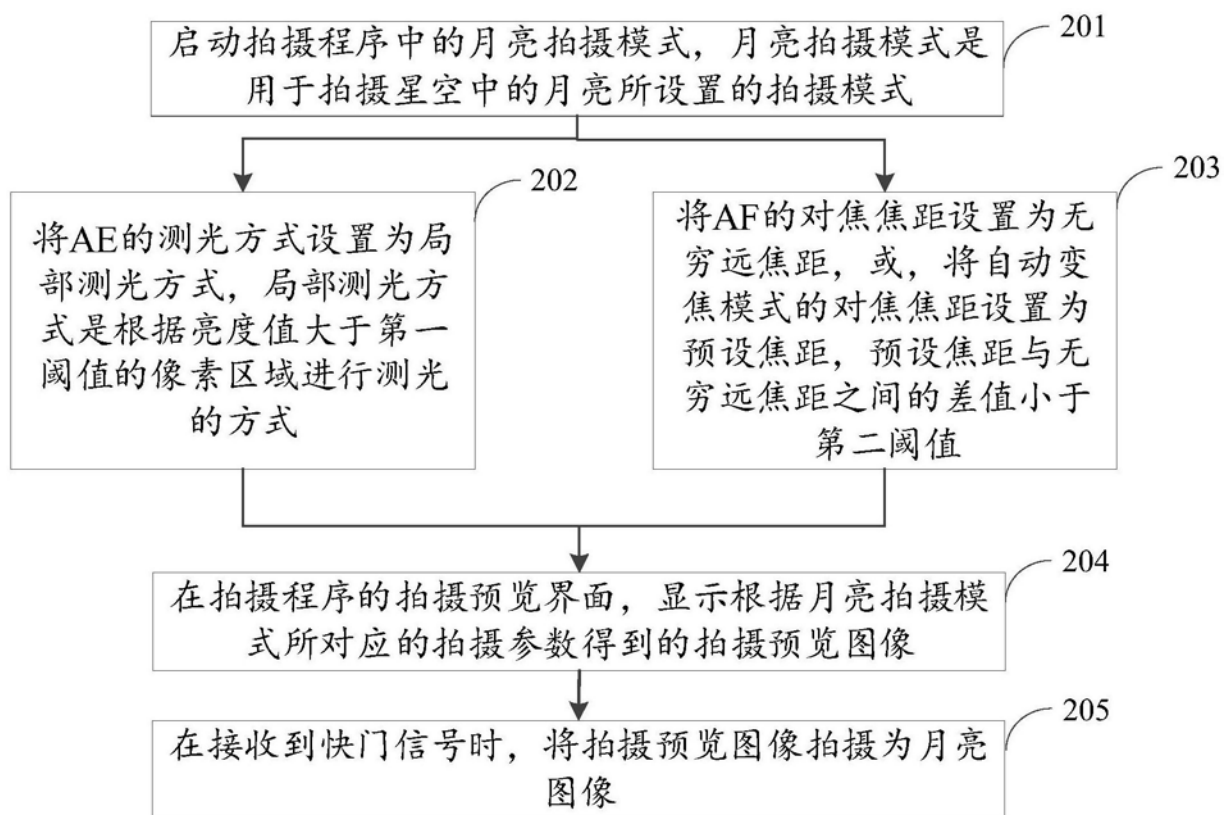 启动拍摄程序中的月亮拍摄模式，月亮拍摄模式是
用于拍摄星空中的月亮所设置的拍摄模式
201
202
将AE的测光方式设置为局
部测光方式，局部测光方
式是根据亮度值大于第一
阈值的像素区域进行测光
的方式
203
将AF的对焦焦距设置为无
穷远焦距，或，将自动变
焦模式的对焦焦距设置为
预设焦距，预设焦距与无
穷远焦距之间的差值小于
第二阈值
204
在拍摄程序的拍摄预览界面，显示根据月亮拍摄模
式所对应的拍摄参数得到的拍摄预览图像
205
在接收到快门信号时，将拍摄预览图像拍摄为月亮
图像